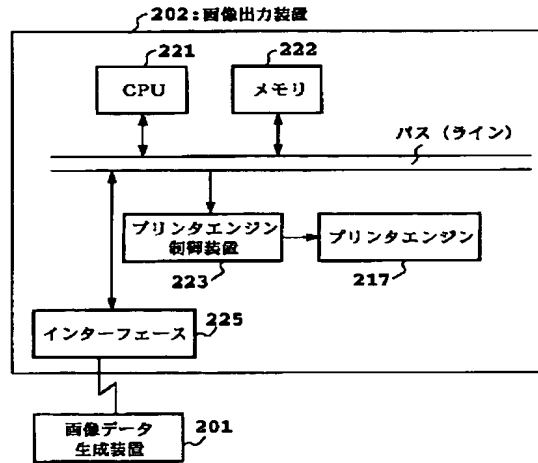 202:画像出力装置
221
222
CPU
メモリ
バス (ライン)
プリンタエンジン
制御装置
プリンタエンジン
223
217
インターフェース
225
画像データ
生成装置
201